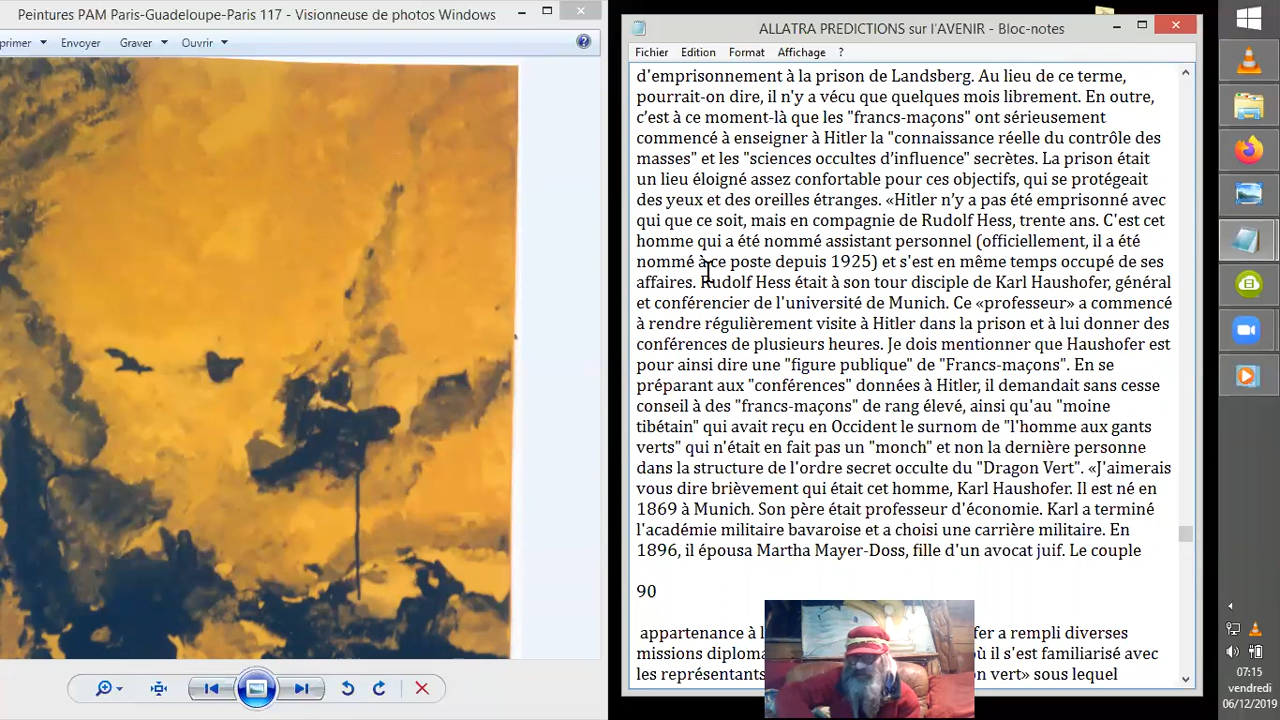 Peintures PAM Paris-Guadeloupe-Paris 117 - Visionneuse de photos Windows
primer Envoyer Graver Ouvrir
ALLATRA PREDICTIONS sur l'AVENIR - Bloc-notes
Fichier Edition Format Affichage ?
d'emprisonnement à la prison de Landsberg. Au lieu de ce terme,
pourrait-on dire, il n'y a vécu que quelques mois librement. En outre,
c'est à ce moment-là que les "francs-maçons" ont sérieusement
commencé à enseigner à Hitler la "connaissance réelle du contrôle des
masses" et les "sciences occultes d'influence" secrètes. La prison était
un lieu éloigné assez confortable pour ces objectifs, qui se protégeait
des yeux et des oreilles étranges. «Hitler n'y a pas été emprisonné avec
qui que ce soit, mais en compagnie de Rudolf Hess, trente ans. C'est cet
homme qui a été nommé assistant personnel (officiellement, il a été
nommé à ce poste depuis 1925) et s'est en même temps occupé de ses
affaires. Rudolf Hess était à son tour disciple de Karl Haushofer, général
et conférencier de l'université de Munich. Ce «professeur» a commencé
à rendre régulièrement visite à Hitler dans la prison et à lui donner des
conférences de plusieurs heures. Je dois mentionner que Haushofer est
pour ainsi dire une "figure publique" de "Francs-maçons". En se
préparant aux "conférences" données à Hitler, il demandait sans cesse
conseil à des "francs-maçons" de rang élevé, ainsi qu'au "moine
tibétain" qui avait reçu en Occident le surnom de "l'homme aux gants
verts" qui n'était en fait pas un "monch" et non la dernière personne
dans la structure de l'ordre secret occulte du "Dragon Vert". «J'aimerais
vous dire brièvement qui était cet homme, Karl Haushofer. Il est né en
1869 à Munich. Son père était professeur d'économie. Karl a terminé
l'académie militaire bavaroise et a choisi une carrière militaire. En
1896, il épousa Martha Mayer-Doss, fille d'un avocat juif. Le couple
90
appartenance à fer a rempli diverses
missions où il s'est familiarisé avec
les représentants vert» sous lequel
07:15
vendredi
06/12/2019